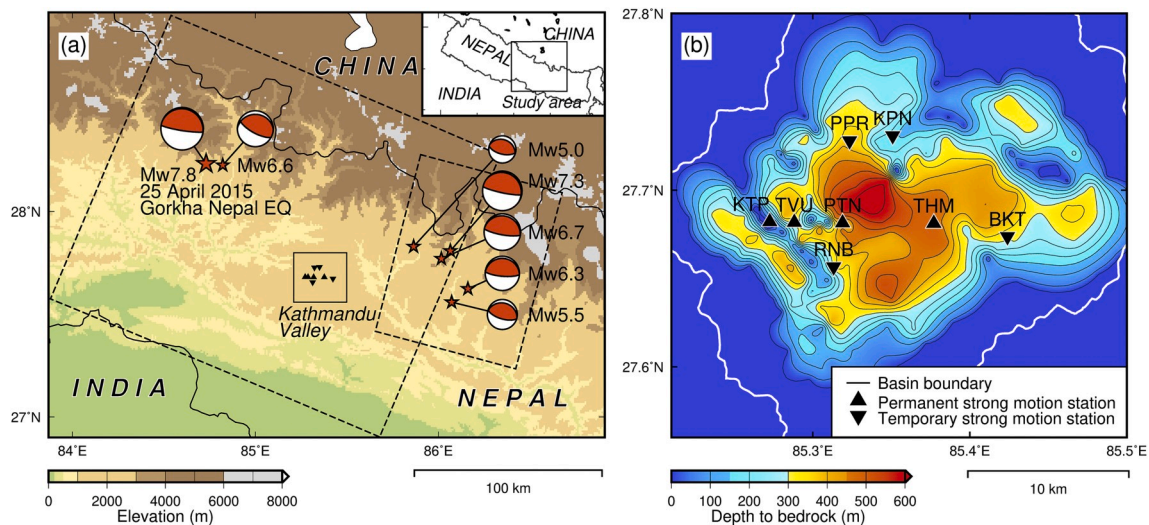 (a)
CHINA
CHINA
NEPAL
INDIA
Study area
Mw7.8
25 April 2015
Gorkha Nepal EQ
Mw6.6
Mw5.0
Mw7.3
Mw6.7
Mw6.3
Mw5.5
Kathmandu
Valley
INDIA
NEPAL
28°N
27°N
84°E
85°E
86°E
0 2000 4000 6000 8000
Elevation (m)
100 km
(b)
27.8°N
27.7°N
27.6°N
PPR
KPN
KTP
TVU
PTN
THM
BKT
RNB
Basin boundary
Permanent strong motion station
Temporary strong motion station
85.3°E
85.4°E
85.5°E
0 100 200 300 400 500 600
Depth to bedrock (m)
10 km